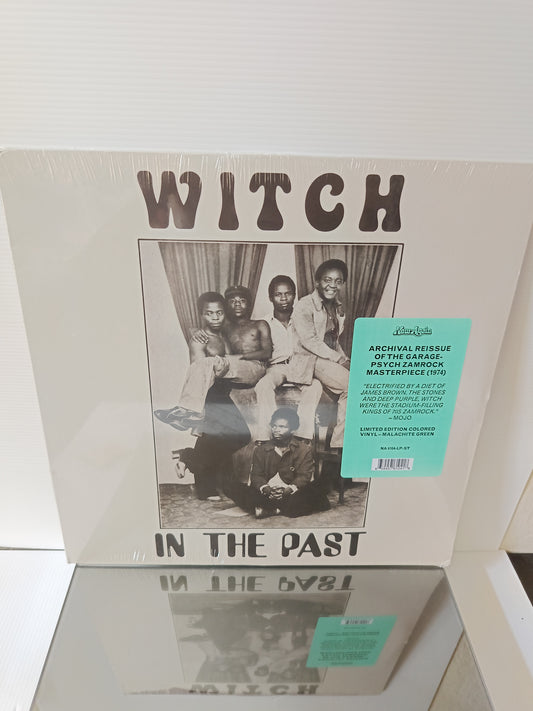 WITCH
Now-Again
ARCHIVAL REISSUE
OF THE GARAGE-
PSYCH ZAMROCK
MASTERPIECE (1974)
"ELECTRIFIED BY A DIET OF
JAMES BROWN, THE STONES
AND DEEP PURPLE, WITCH
WERE THE STADIUM-FILLING
KINGS OF 70S ZAMROCK."
– MOJO
LIMITED EDITION COLORED
VINYL – MALACHITE GREEN
IN THE PAST